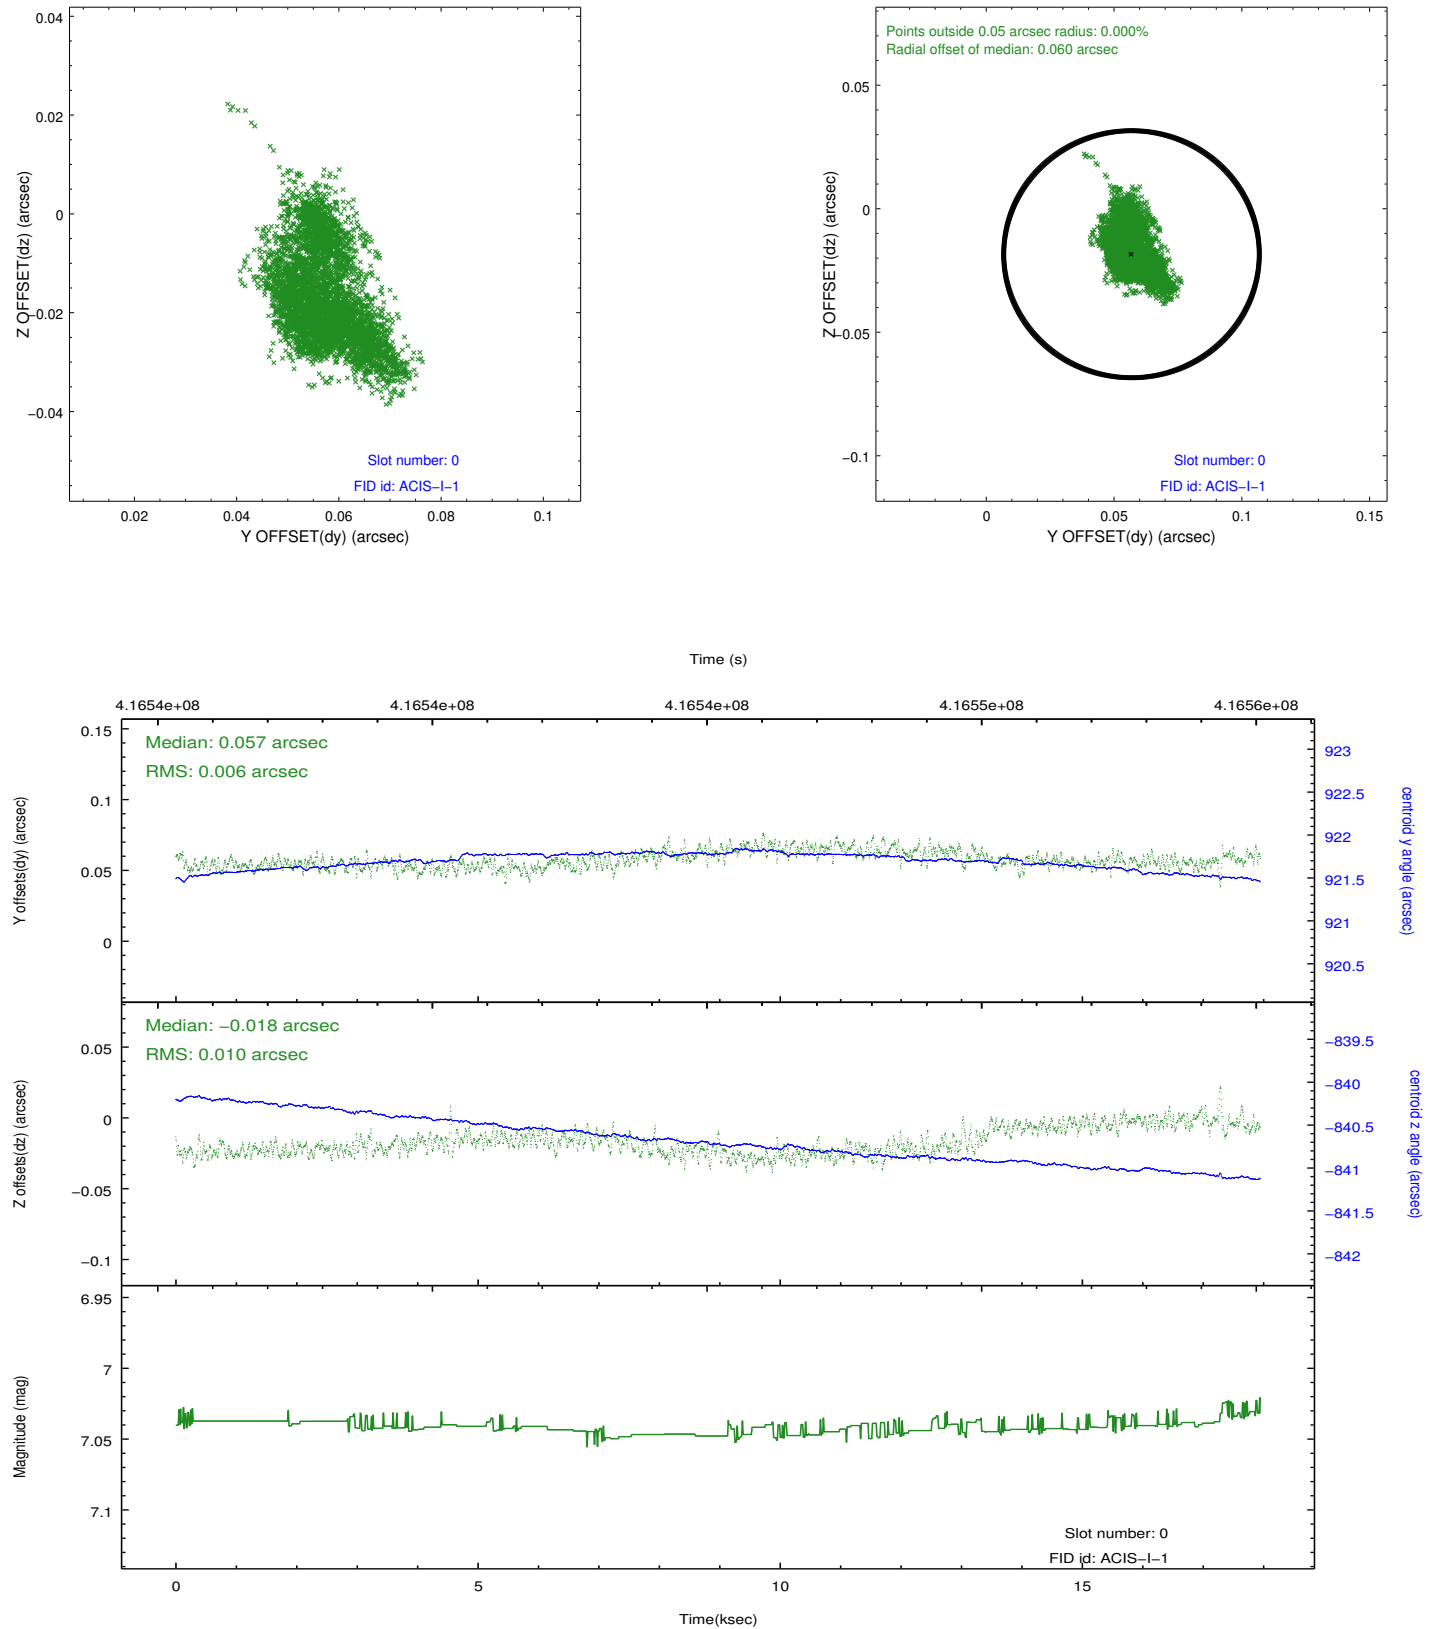 0.04
0.02
0
−0.02
−0.04
Z OFFSET(dz) (arcsec)
Slot number: 0
FID id: ACIS−I−1
0.02 0.04 0.06 0.08 0.1
Y OFFSET(dy) (arcsec)
Points outside 0.05 arcsec radius: 0.000%
Radial offset of median: 0.060 arcsec
0.05
0
−0.05
−0.1
Z OFFSET(dz) (arcsec)
Slot number: 0
FID id: ACIS−I−1
0 0.05 0.1 0.15
Y OFFSET(dy) (arcsec)
Time (s)
4.1654e+08 4.1654e+08 4.1654e+08 4.1655e+08 4.1656e+08
Median: 0.057 arcsec
RMS: 0.006 arcsec
0.15
0.1
0.05
0
Y offsets(dy) (arcsec)
923
922.5
922
921.5
921
920.5
centroid y angle (arcsec)
Median: −0.018 arcsec
RMS: 0.010 arcsec
0.05
0
−0.05
−0.1
Z offsets(dz) (arcsec)
−839.5
−840
−840.5
−841
−841.5
−842
centroid z angle (arcsec)
6.95
7
7.05
7.1
Magnitude (mag)
Slot number: 0
FID id: ACIS−I−1
0 5 10 15
Time(ksec)